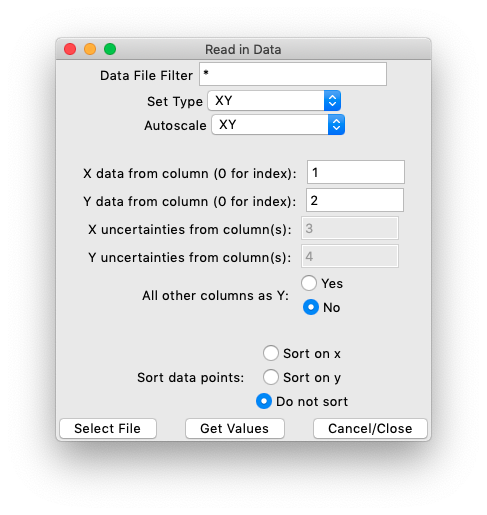 Read in Data
Data File Filter *
Set Type XY
Autoscale XY
X data from column (0 for index): 1
Y data from column (0 for index): 2
X uncertainties from column(s): 3
Y uncertainties from column(s): 4
Yes
All other columns as Y:
No
Sort on x
Sort data points: Sort on y
Do not sort
Select File Get Values Cancel/Close